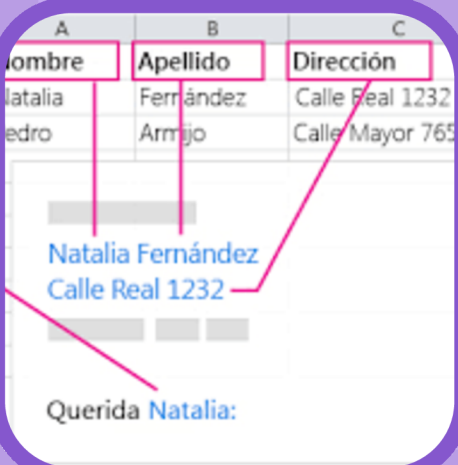 A B C
ombre Apellido Dirección
latalia Fernández Calle Real 1232
edro Armijo Calle Mayor 765
Natalia Fernández
Calle Real 1232
Querida Natalia: